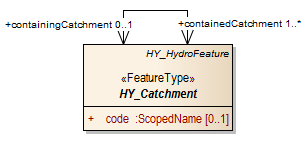 +containingCatchment 0..1
+containedCatchment 1..*
HY_HydroFeature
«FeatureType»
HY_Catchment
+ code :ScopedName [0..1]